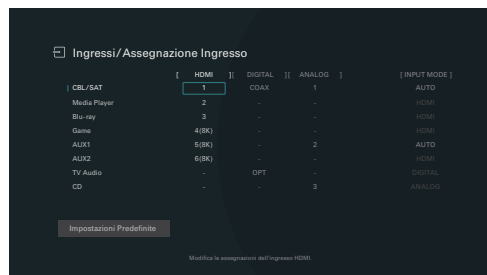 Ingressi/Assegnazione Ingresso
[ HDMI ][ DIGITAL ][ ANALOG ] [ INPUT MODE ]
CBL/SAT 1 COAX 1 AUTO
Media Player 2 - - HDMI
Blu-ray 3 - - HDMI
Game 4(8K) - - HDMI
AUX1 5(8K) - 2 AUTO
AUX2 6(8K) - - HDMI
TV Audio - OPT - DIGITAL
CD - - 3 ANALOG
Impostazioni Predefinite
Modifica le assegnazioni dell'ingresso HDMI.